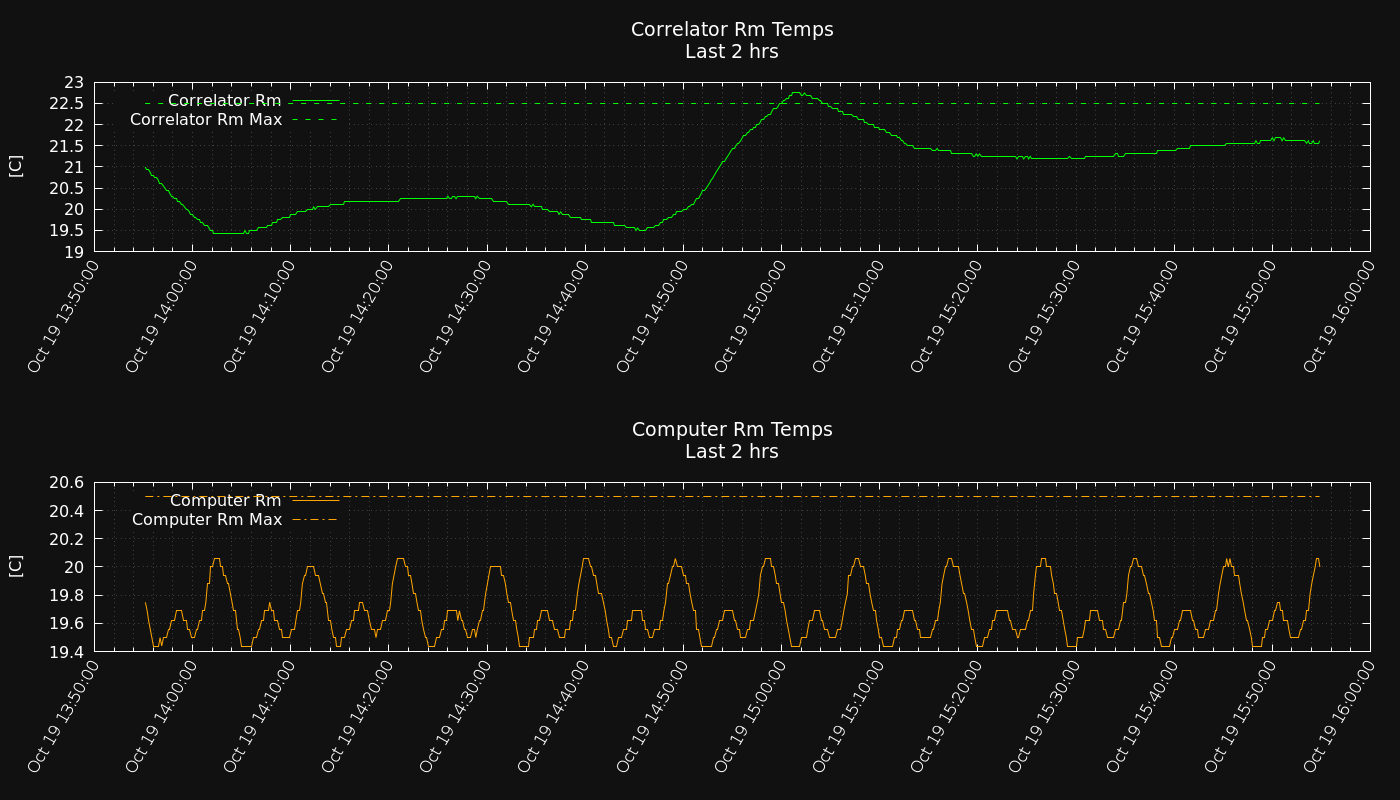 Correlator Rm Temps
Last 2 hrs
23
22.5
22
21.5
21
20.5
20
19.5
19
[C]
Correlator Rm
Correlator Rm Max
Oct 19 13:50:00
Oct 19 14:00:00
Oct 19 14:10:00
Oct 19 14:20:00
Oct 19 14:30:00
Oct 19 14:40:00
Oct 19 14:50:00
Oct 19 15:00:00
Oct 19 15:10:00
Oct 19 15:20:00
Oct 19 15:30:00
Oct 19 15:40:00
Oct 19 15:50:00
Oct 19 16:00:00
Computer Rm Temps
Last 2 hrs
20.6
20.4
20.2
20
19.8
19.6
19.4
[C]
Computer Rm
Computer Rm Max
Oct 19 13:50:00
Oct 19 14:00:00
Oct 19 14:10:00
Oct 19 14:20:00
Oct 19 14:30:00
Oct 19 14:40:00
Oct 19 14:50:00
Oct 19 15:00:00
Oct 19 15:10:00
Oct 19 15:20:00
Oct 19 15:30:00
Oct 19 15:40:00
Oct 19 15:50:00
Oct 19 16:00:00